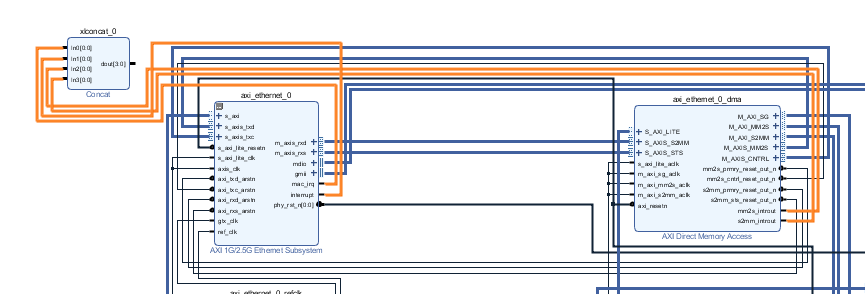 xlconcat_0
In0[0:0]
In1[0:0]
In2[0:0]
In3[0:0]
dout[3:0]
Concat
axi_ethernet_0
s_axi
s_axis_txd
s_axis_txc
s_axi_lite_resetn
s_axi_lite_clk
axis_clk
axi_txd_arstn
axi_txc_arstn
axi_rxd_arstn
axi_rxs_arstn
gtx_clk
ref_clk
m_axis_rxd
m_axis_rxs
mdio
gmii
mac_irq
interrupt
phy_rst_n[0:0]
AXI 1G/2.5G Ethernet Subsystem
axi_ethernet_0_dma
S_AXI_LITE
S_AXIS_S2MM
S_AXIS_STS
s_axi_lite_aclk
m_axi_sg_aclk
m_axi_mm2s_aclk
m_axi_s2mm_aclk
axi_resetn
M_AXI_SG
M_AXI_MM2S
M_AXI_S2MM
M_AXIS_MM2S
M_AXIS_CNTRL
mm2s_prmry_reset_out_n
mm2s_cntrl_reset_out_n
s2mm_prmry_reset_out_n
s2mm_sts_reset_out_n
mm2s_introut
s2mm_introut
AXI Direct Memory Access
axi_ethernet_0_refclk